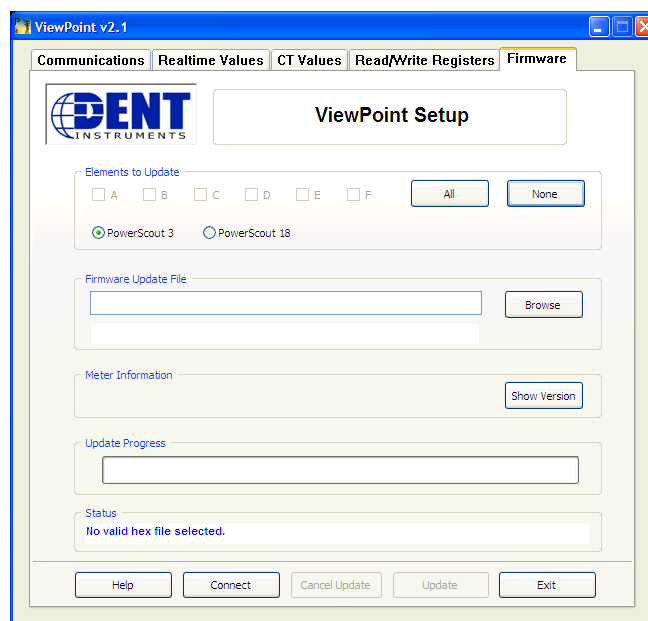 ViewPoint v2.1
Communications Realtime Values CT Values Read/Write Registers Firmware
DENT
INSTRUMENTS
ViewPoint Setup
Elements to Update
A B C D E F All None
PowerScout 3 PowerScout 18
Firmware Update File
Browse
Meter Information
Show Version
Update Progress
Status
No valid hex file selected.
Help Connect Cancel Update Update Exit